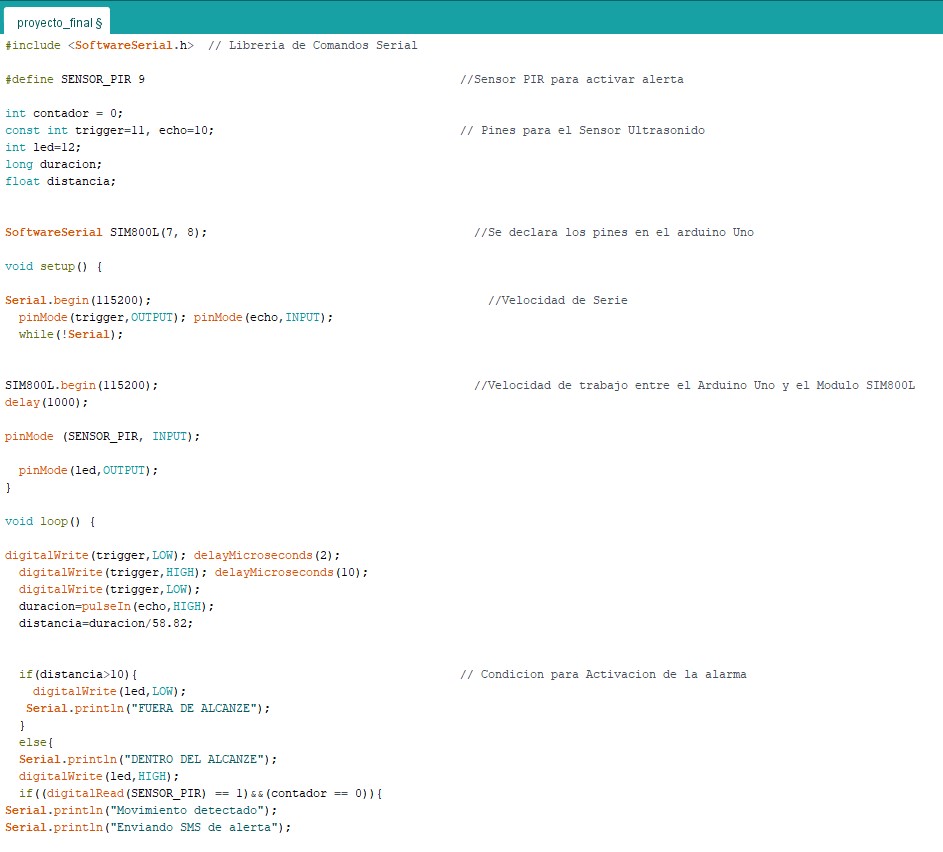 proyecto_final §
#include <SoftwareSerial.h>  // Libreria de Comandos Serial
#define SENSOR_PIR 9 //Sensor PIR para activar alerta
int contador = 0;
const int trigger=11, echo=10; // Pines para el Sensor Ultrasonido
int led=12;
long duracion;
float distancia;
SoftwareSerial SIM800L(7, 8); //Se declara los pines en el arduino Uno
void setup() {
Serial.begin(115200); //Velocidad de Serie
pinMode(trigger,OUTPUT); pinMode(echo,INPUT);
while(!Serial);
SIM800L.begin(115200); //Velocidad de trabajo entre el Arduino Uno y el Modulo SIM800L
delay(1000);
pinMode (SENSOR_PIR, INPUT);
pinMode(led,OUTPUT);
}
void loop() {
digitalWrite(trigger,LOW); delayMicroseconds(2);
digitalWrite(trigger,HIGH); delayMicroseconds(10);
digitalWrite(trigger,LOW);
duracion=pulseIn(echo,HIGH);
distancia=duracion/58.82;
if(distancia>10){ // Condicion para Activacion de la alarma
digitalWrite(led,LOW);
Serial.println("FUERA DE ALCANZE");
}
else{
Serial.println("DENTRO DEL ALCANZE");
digitalWrite(led,HIGH);
if((digitalRead(SENSOR_PIR) == 1)&&(contador == 0)){
Serial.println("Movimiento detectado");
Serial.println("Enviando SMS de alerta");